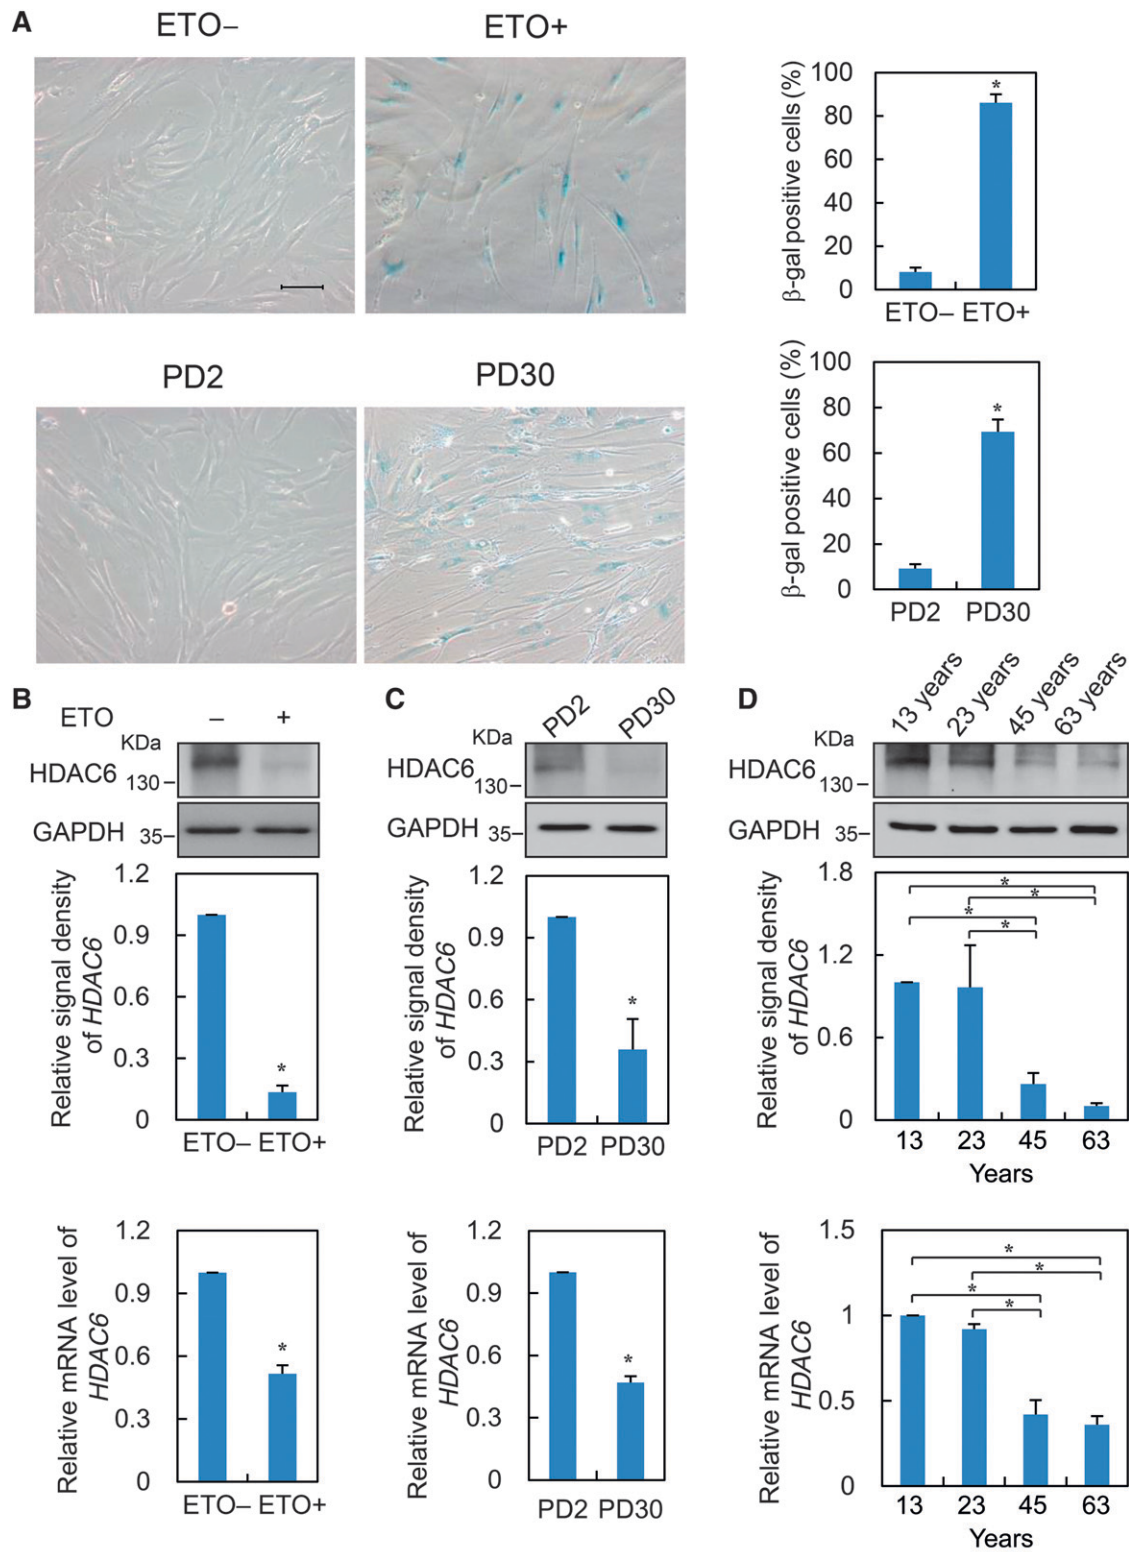 A
ETO–
ETO+
β-gal positive cells (%)
100
80
60
40
20
0
*
ETO–
ETO+
PD2
PD30
β-gal positive cells (%)
100
80
60
40
20
0
*
PD2
PD30
B
ETO
–
+
KDa
HDAC6
130
GAPDH
35
Relative signal density
of HDAC6
1.2
0.9
0.6
0.3
0
*
ETO–
ETO+
Relative mRNA level of
HDAC6
1.2
0.9
0.6
0.3
0
*
ETO–
ETO+
C
PD2
PD30
KDa
HDAC6
130
GAPDH
35
Relative signal density
of HDAC6
1.2
0.9
0.6
0.3
0
*
PD2
PD30
Relative mRNA level of
HDAC6
1.2
0.9
0.6
0.3
0
*
PD2
PD30
D
13 years
23 years
45 years
63 years
KDa
HDAC6
130
GAPDH
35
Relative signal density
of HDAC6
1.8
1.2
0.6
0
*
*
*
*
13
23
45
63
Years
Relative mRNA level of
HDAC6
1.5
1
0.5
0
*
*
*
*
13
23
45
63
Years